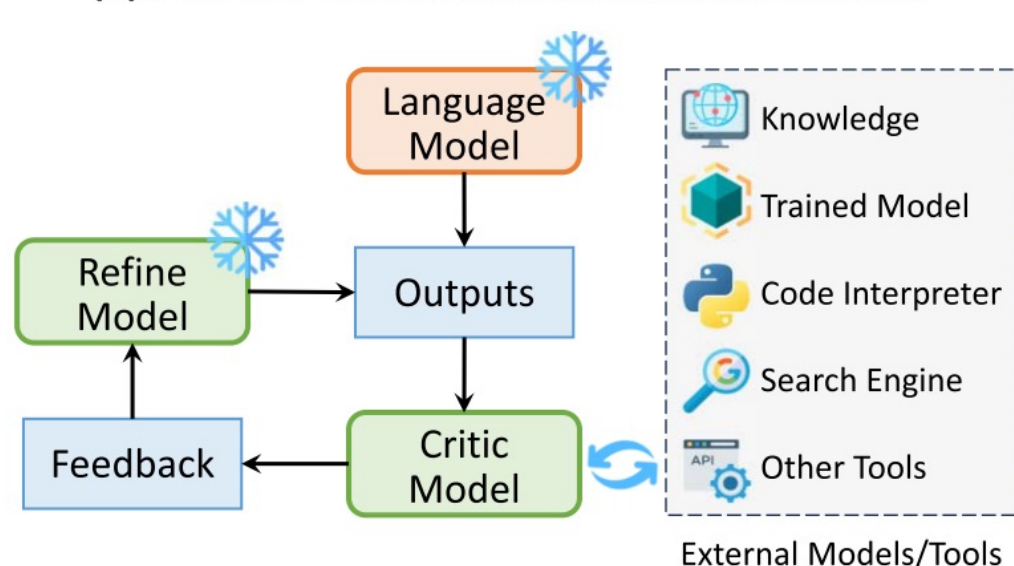 Language
Model
Refine
Model
Outputs
Feedback
Critic
Model
Knowledge
Trained Model
Code Interpreter
Search Engine
API
Other Tools
External Models/Tools